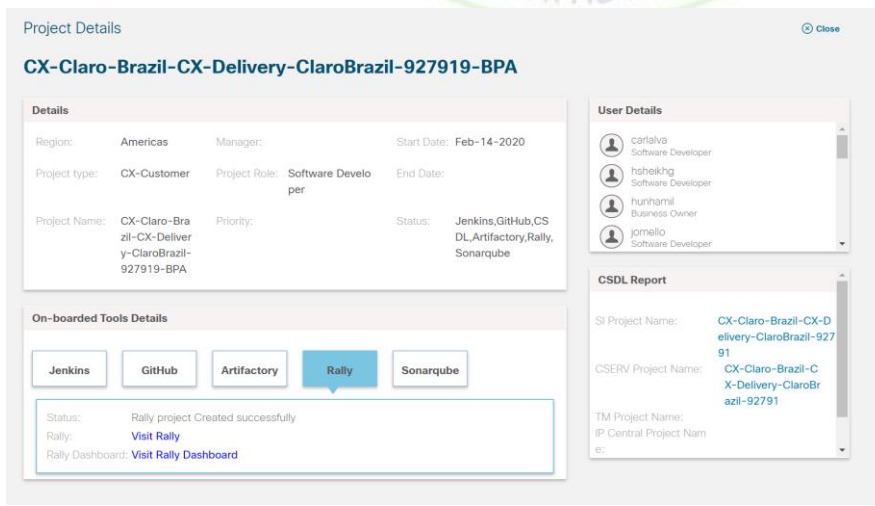 Project Details
Close
CX-Claro-Brazil-CX-Delivery-ClaroBrazil-927919-BPA
Details
Region: Americas Manager: Start Date: Feb-14-2020
Project type: CX-Customer Project Role: Software Develo
per End Date:
Project Name: CX-Claro-Bra
zil-CX-Deliver
y-ClaroBrazil-
927919-BPA
Priority:
Status: Jenkins,GitHub,CS
DL,Artifactory,Rally,
Sonarqube
On-boarded Tools Details
Jenkins GitHub Artifactory Rally Sonarqube
Status: Rally project Created successfully
Rally: Visit Rally
Rally Dashboard: Visit Rally Dashboard
User Details
carlalva
Software Developer
hsheikhg
Software Developer
hunhamil
Business Owner
jomello
Software Developer
CSDL Report
SI Project Name: CX-Claro-Brazil-CX-D
elivery-ClaroBrazil-927
91
CSERV Project Name: CX-Claro-Brazil-C
X-Delivery-ClaroBr
azil-92791
TM Project Name:
IP Central Project Nam
e: